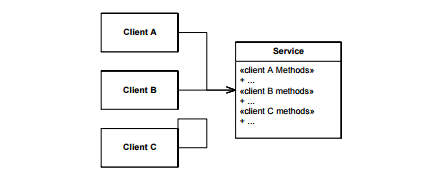 Client A
Service
«client A Methods»
+ ...
Client B
«client B methods»
+ ...
«client C methods»
+ ...
Client C